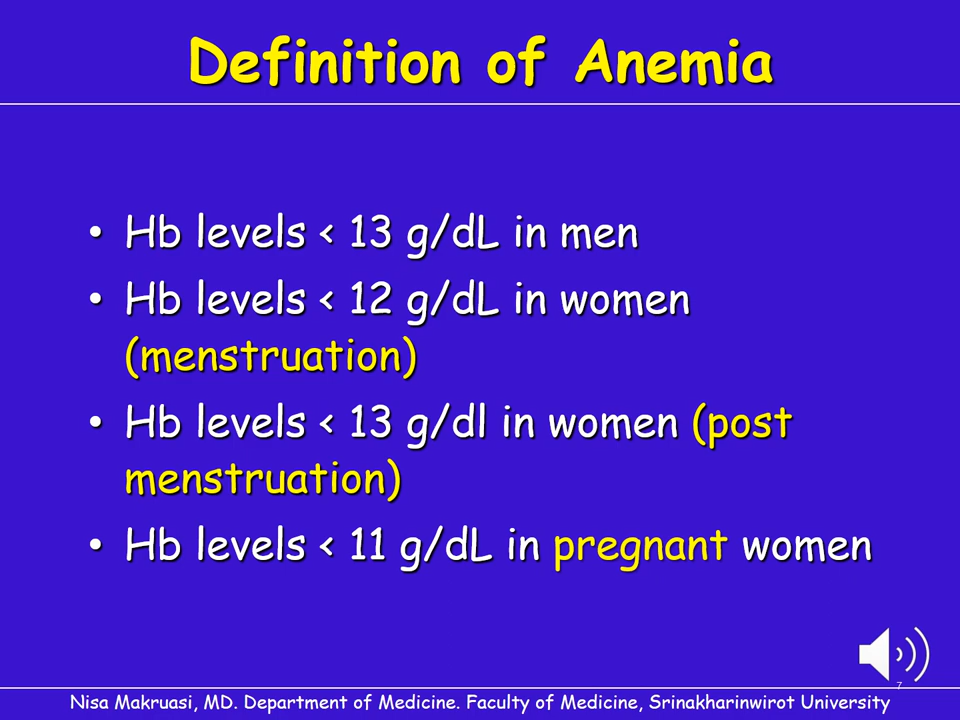 Definition of Anemia
• Hb levels < 13 g/dL in men
• Hb levels < 12 g/dL in women
(menstruation)
• Hb levels < 13 g/dl in women (post
menstruation)
• Hb levels < 11 g/dL in pregnant women
7
Nisa Makruasi, MD. Department of Medicine. Faculty of Medicine, Srinakharinwirot University